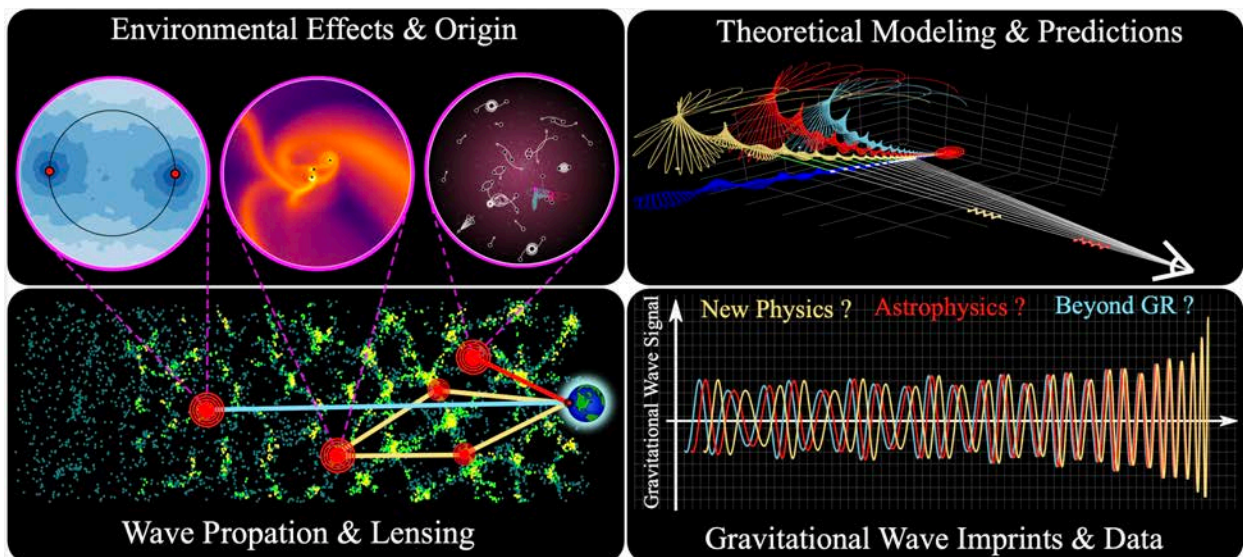 Environmental Effects & Origin
Theoretical Modeling & Predictions
Wave Propation & Lensing
New Physics ? Astrophysics ? Beyond GR ?
Gravitational Wave Signal
Gravitational Wave Imprints & Data